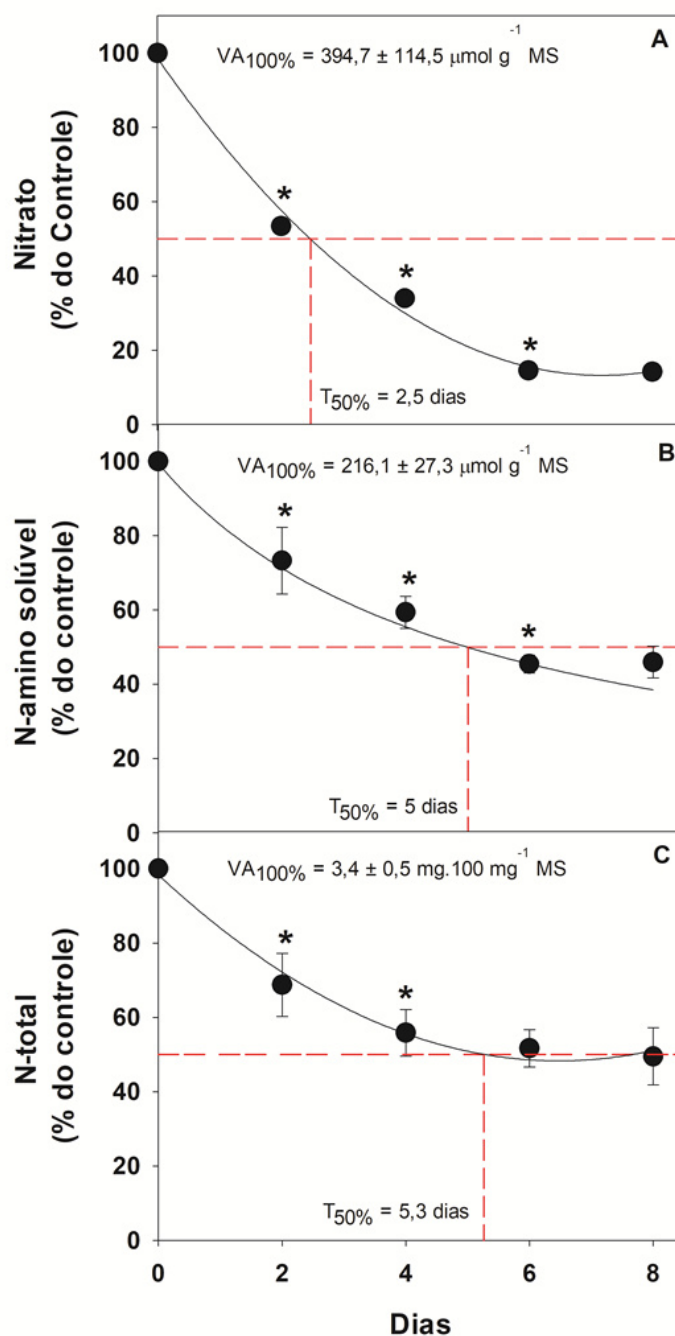 A
VA100% = 394,7 ± 114,5 µmol g-1 MS
Nitrato
(% do Controle)
100
80
60
40
20
0
*
*
*
T50% = 2,5 dias
B
VA100% = 216,1 ± 27,3 µmol g-1 MS
N-amino solúvel
(% do controle)
100
80
60
40
20
0
*
*
*
T50% = 5 dias
C
VA100% = 3,4 ± 0,5 mg.100 mg-1 MS
N-total
(% do controle)
100
80
60
40
20
0
*
*
T50% = 5,3 dias
0 2 4 6 8
Dias